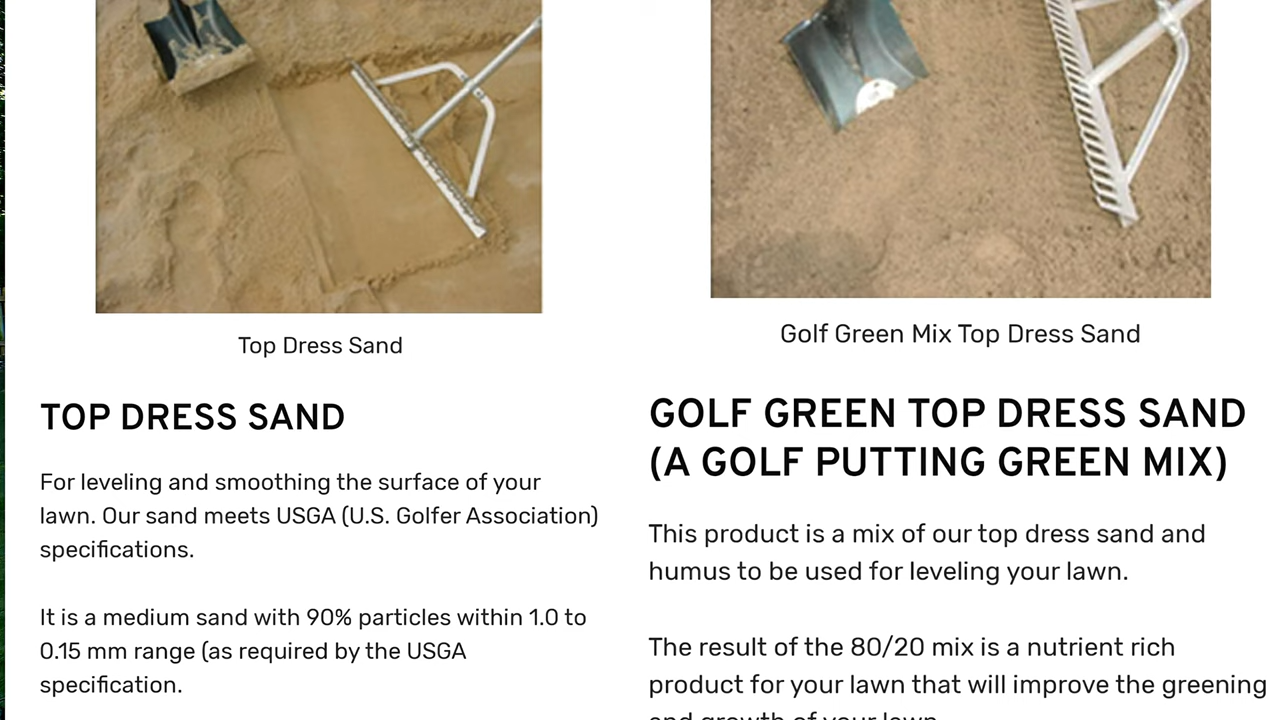 Top Dress Sand
TOP DRESS SAND
For leveling and smoothing the surface of your
lawn. Our sand meets USGA (U.S. Golfer Association)
specifications.
It is a medium sand with 90% particles within 1.0 to
0.15 mm range (as required by the USGA
specification.
Golf Green Mix Top Dress Sand
GOLF GREEN TOP DRESS SAND
(A GOLF PUTTING GREEN MIX)
This product is a mix of our top dress sand and
humus to be used for leveling your lawn.
The result of the 80/20 mix is a nutrient rich
product for your lawn that will improve the greening
and growth of your lawn